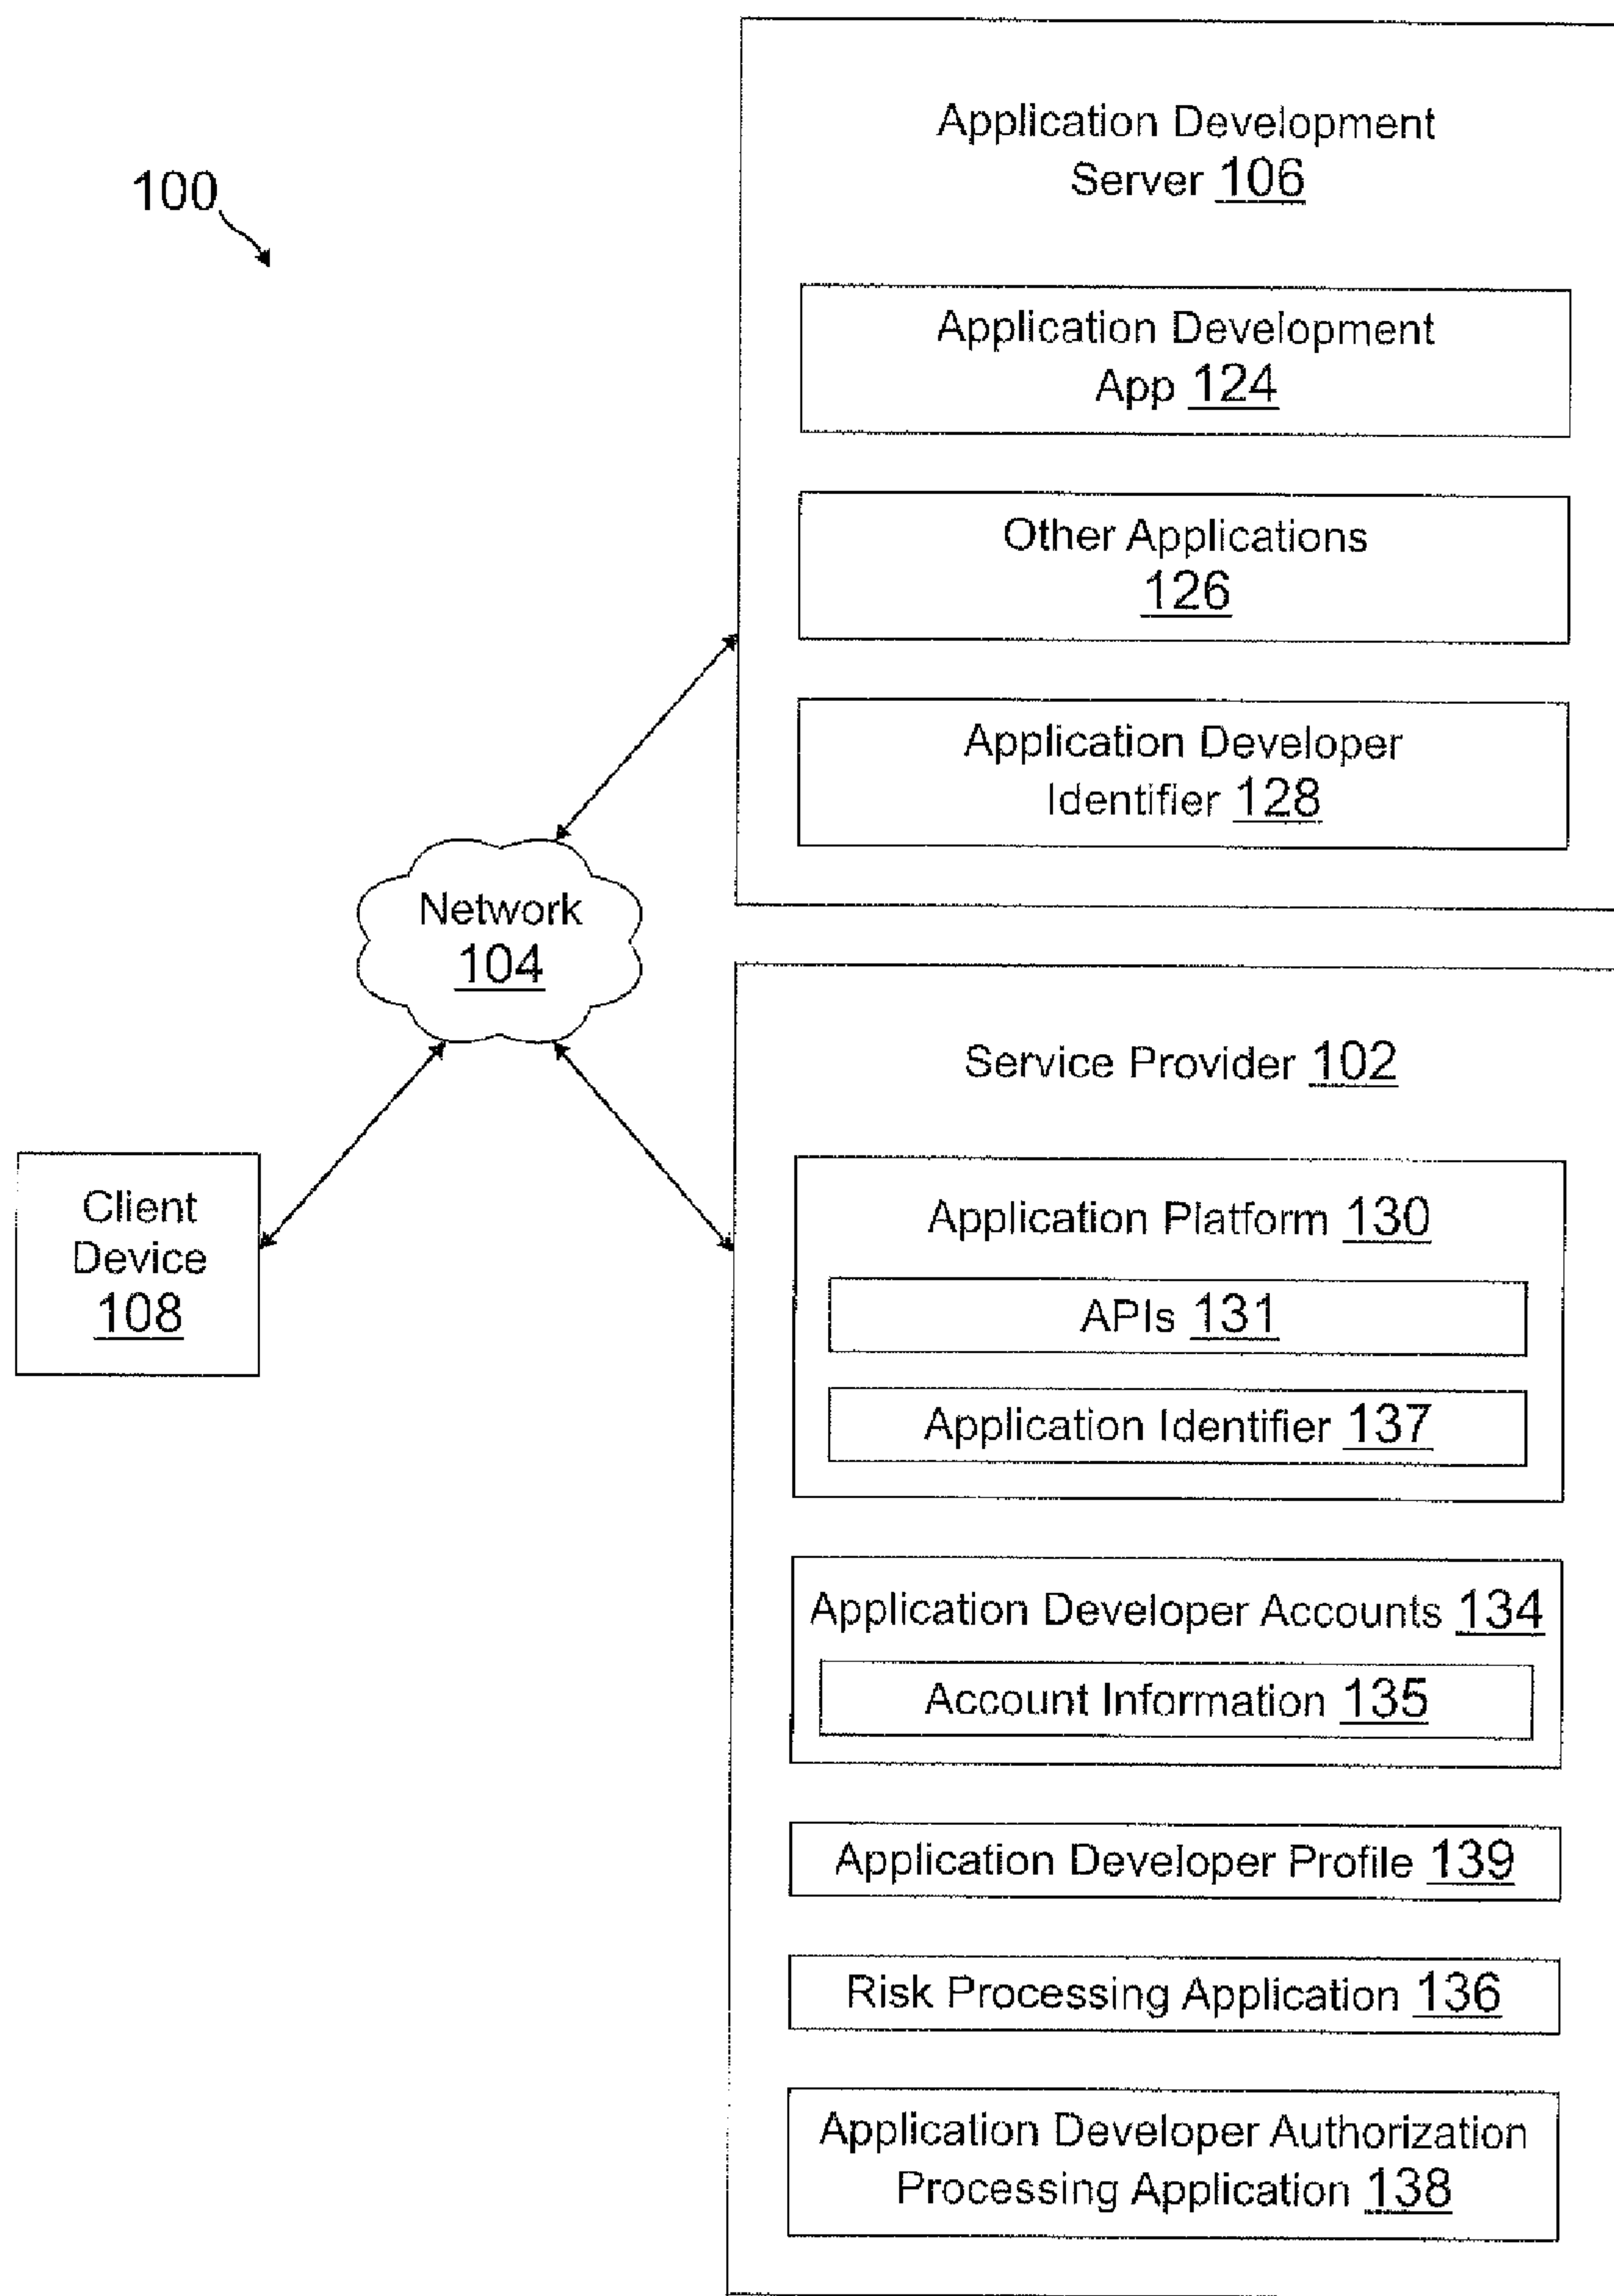 100
Application Development
Server 106
Application Development
App 124
Other Applications
126
Application Developer
Identifier 128
Network
104
Client
Device
108
Service Provider 102
Application Platform 130
APIs 131
Application Identifier 137
Application Developer Accounts 134
Account Information 135
Application Developer Profile 139
Risk Processing Application 136
Application Developer Authorization
Processing Application 138